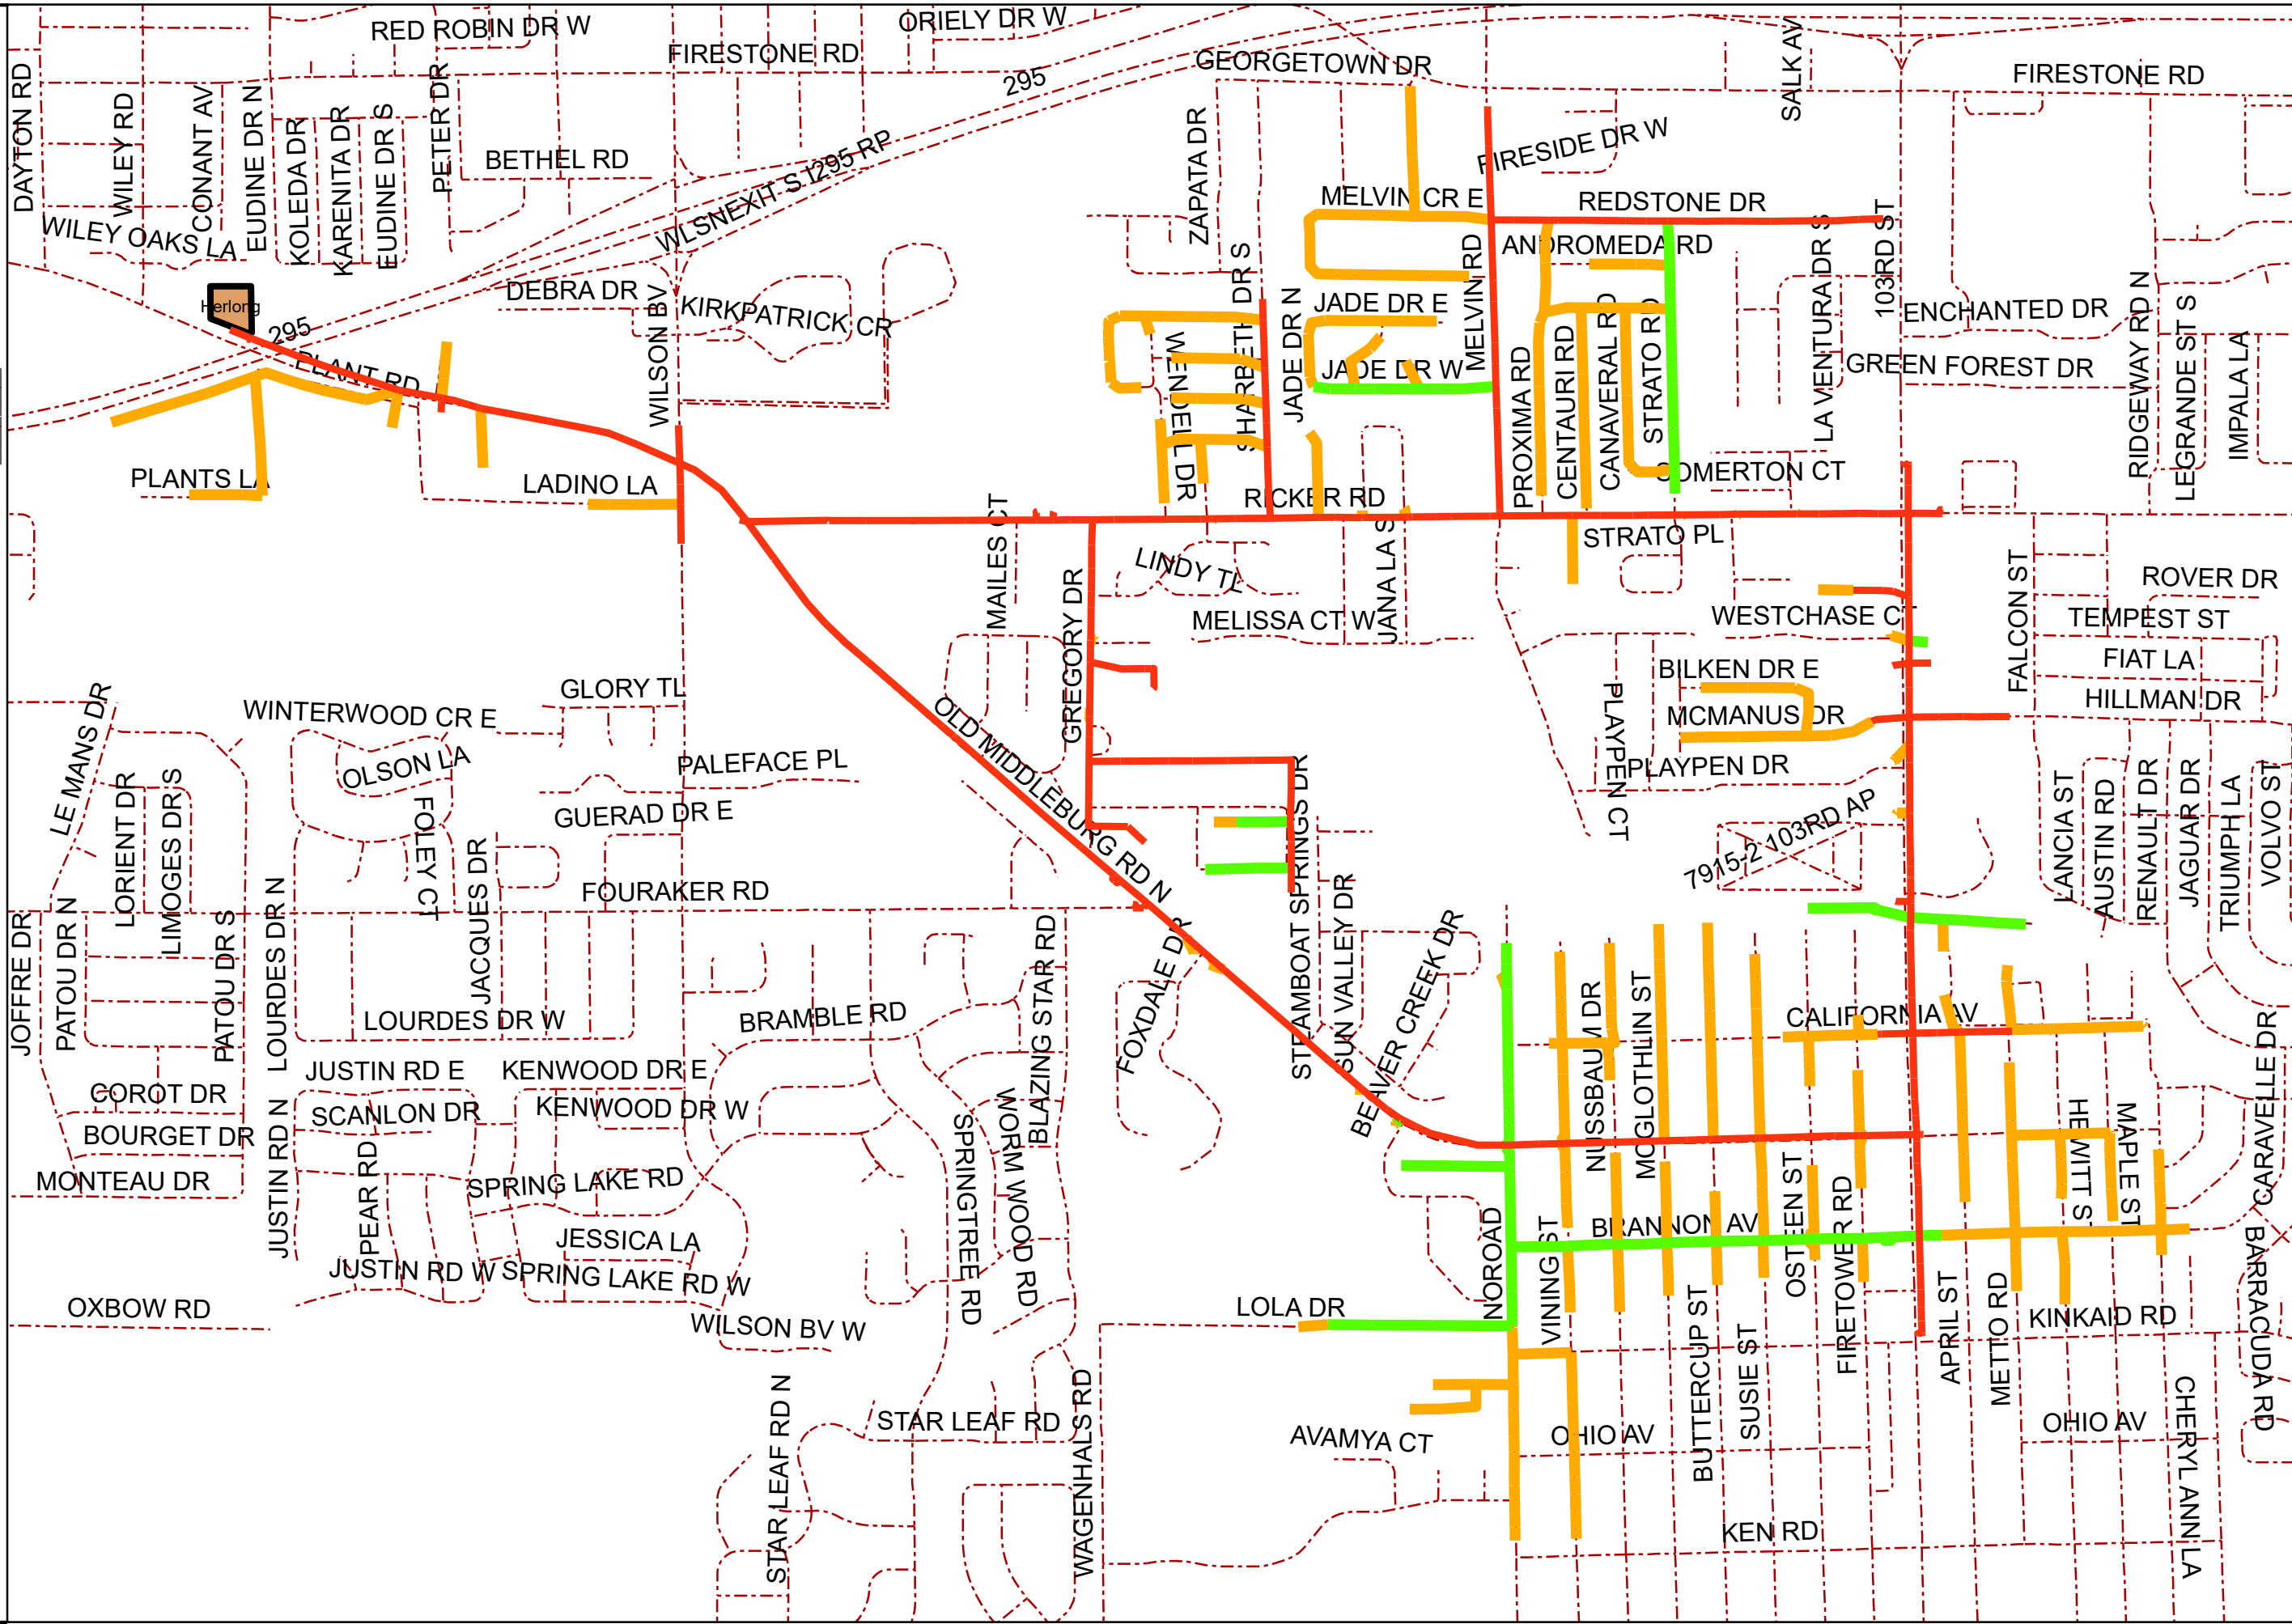 RED ROBIN DR W
ORIELY DR W
FIRESTONE RD
GEORGETOWN DR
SALK AV
FIRESTONE RD
295
DAYTON RD
WILEY RD
CONANT AV
EUDINE DR N
KOLEDA DR
KARENITA DR
EUDINE DR S
PETER DR
BETHEL RD
WLSNEXIT S I295 RP
ZAPATA DR
FIRESIDE DR W
MELVIN CR E
REDSTONE DR
WILEY OAKS LA
ANDROMEDA RD
MELVIN RD
LA VENTURA DR S
103RD ST
Herlong
295
DEBRA DR
WILSON BV
KIRKPATRICK CR
SHARBETH DR S
JADE DR N
JADE DR E
ENCHANTED DR
RIDGEWAY RD N
LEGRANDE ST S
IMPALA LA
PLANT RD
WENDELL DR
JADE DR W
PROXIMA RD
CENTAURI RD
CANAVERAL RD
STRATO RD
GREEN FOREST DR
PLANTS LA
LADINO LA
SOMERTON CT
RICKER RD
MAILES CT
STRATO PL
LINDY TL
JANA LA S
FALCON ST
ROVER DR
GREGORY DR
MELISSA CT W
WESTCHASE CT
TEMPEST ST
FIAT LA
BILKEN DR E
HILLMAN DR
GLORY TL
LE MANS DR
WINTERWOOD CR E
OLD MIDDLEBURG RD N
PLAYPEN CT
MCMANUS DR
OLSON LA
PALEFACE PL
PLAYPEN DR
LORIENT DR
LIMOGES DR S
FOLEY CT
GUERAD DR E
STEAMBOAT SPRINGS DR
7915-2 103RD AP
LANCIA ST
AUSTIN RD
RENAULT DR
JAGUAR DR
TRIUMPH LA
VOLVO ST
JACQUES DR
FOURAKER RD
SUN VALLEY DR
JOFFRE DR
PATOU DR N
PATOU DR S
LOURDES DR N
BLAZING STAR RD
FOXDALE DR
BEAVER CREEK DR
NUSSBAUM DR
MCGLOTHLIN ST
LOURDES DR W
BRAMBLE RD
CALIFORNIA AV
JUSTIN RD E
KENWOOD DR E
COROT DR
SCANLON DR
KENWOOD DR W
BOURGET DR
MONTEAU DR
JUSTIN RD N
SPEAR RD
SPRING LAKE RD
SPRINGTREE RD
WORM WOOD RD
HEWITT ST
MAPLE ST
CARAVELLE DR
JESSICA LA
BRANNON AV
OSTEEN ST
FIRETOWER RD
JUSTIN RD W
SPRING LAKE RD W
NOROAD
VINING ST
OXBOW RD
WILSON BV W
LOLA DR
BUTTERCUP ST
SUSIE ST
APRIL ST
METTO RD
KINKAID RD
BARRACUDA RD
STAR LEAF RD N
STAR LEAF RD
WAGENHALS RD
AVAMYA CT
OHIO AV
OHIO AV
CHERYL ANN LA
KEN RD